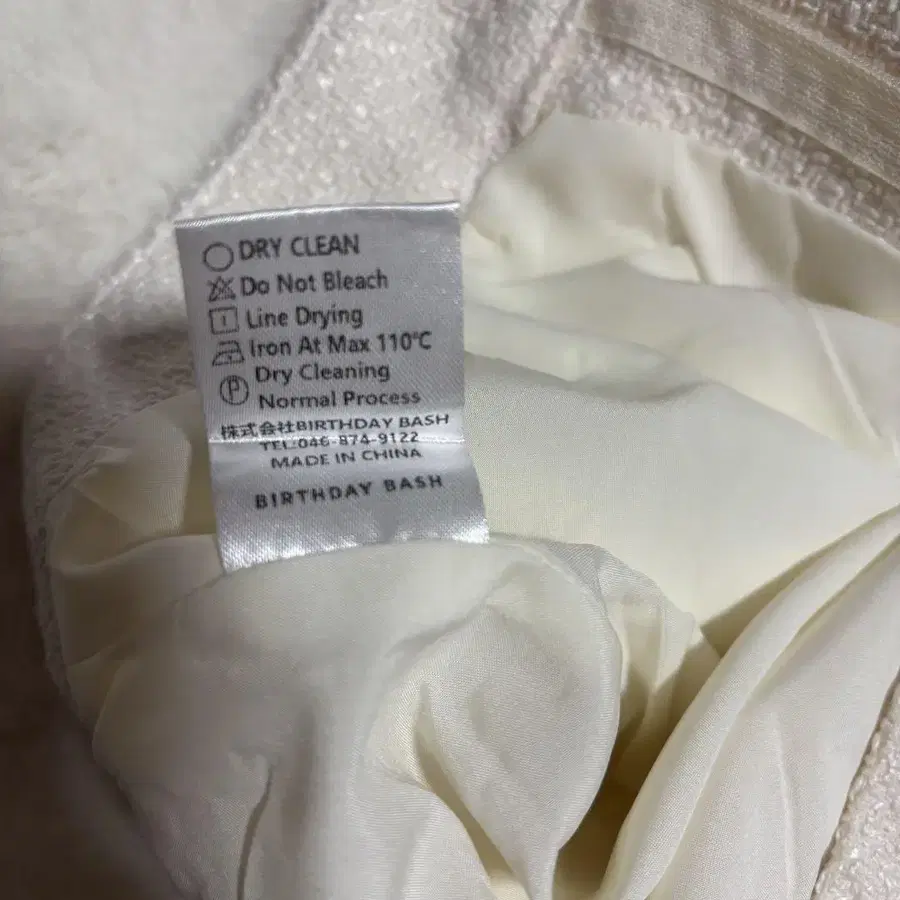 DRY CLEAN
Do Not Bleach
Line Drying
Iron At Max 110℃
Dry Cleaning
Normal Process
株式会社BIRTHDAY BASH
TEL:046-874-9122
MADE IN CHINA
BIRTHDAY BASH